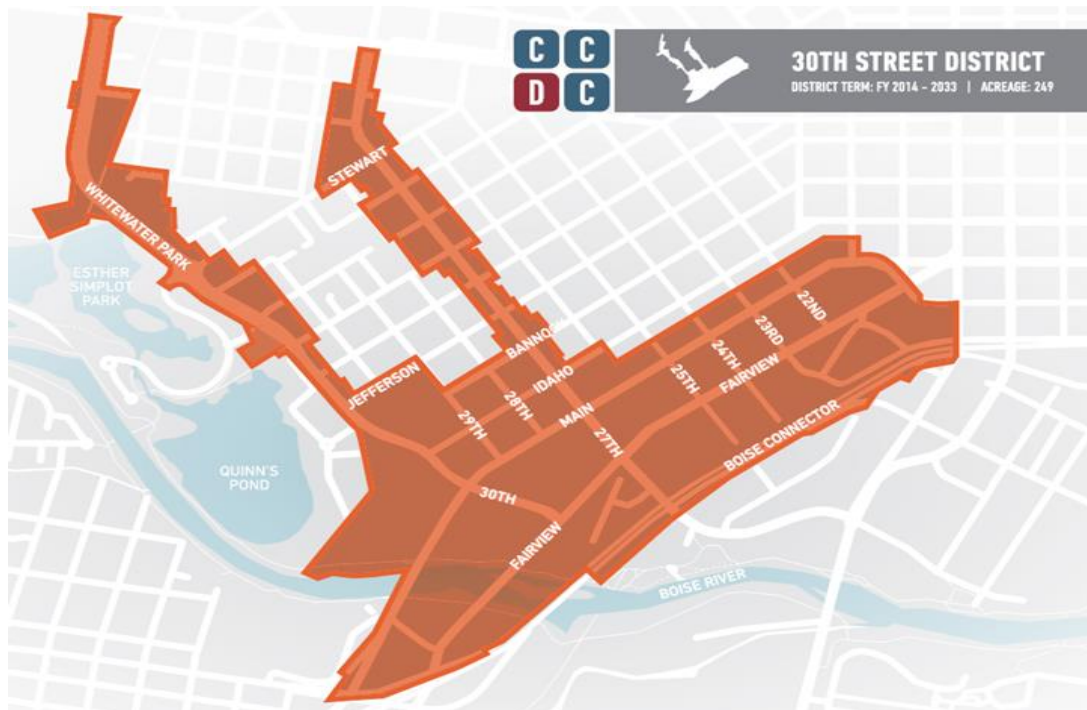 C C
D C
30TH STREET DISTRICT
DISTRICT TERM: FY 2014 - 2033 | ACREAGE: 249
STEWART
WHITEWATER PARK
ESTHER
SIMPLOT
PARK
BANNOCK
JEFFERSON
IDAHO
22ND
23RD
24TH
25TH
FAIRVIEW
28TH
29TH
MAIN
27TH
BOISE CONNECTOR
QUINN'S
POND
30TH
FAIRVIEW
BOISE RIVER